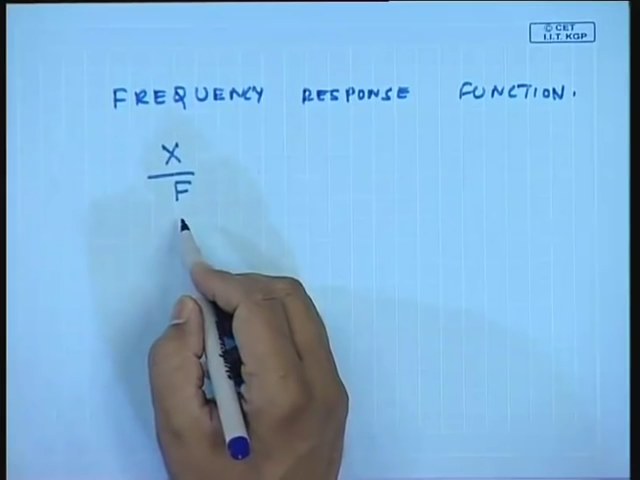 © CET
I.I.T. KGP
FREQUENCY RESPONSE FUNCTION.
X
F